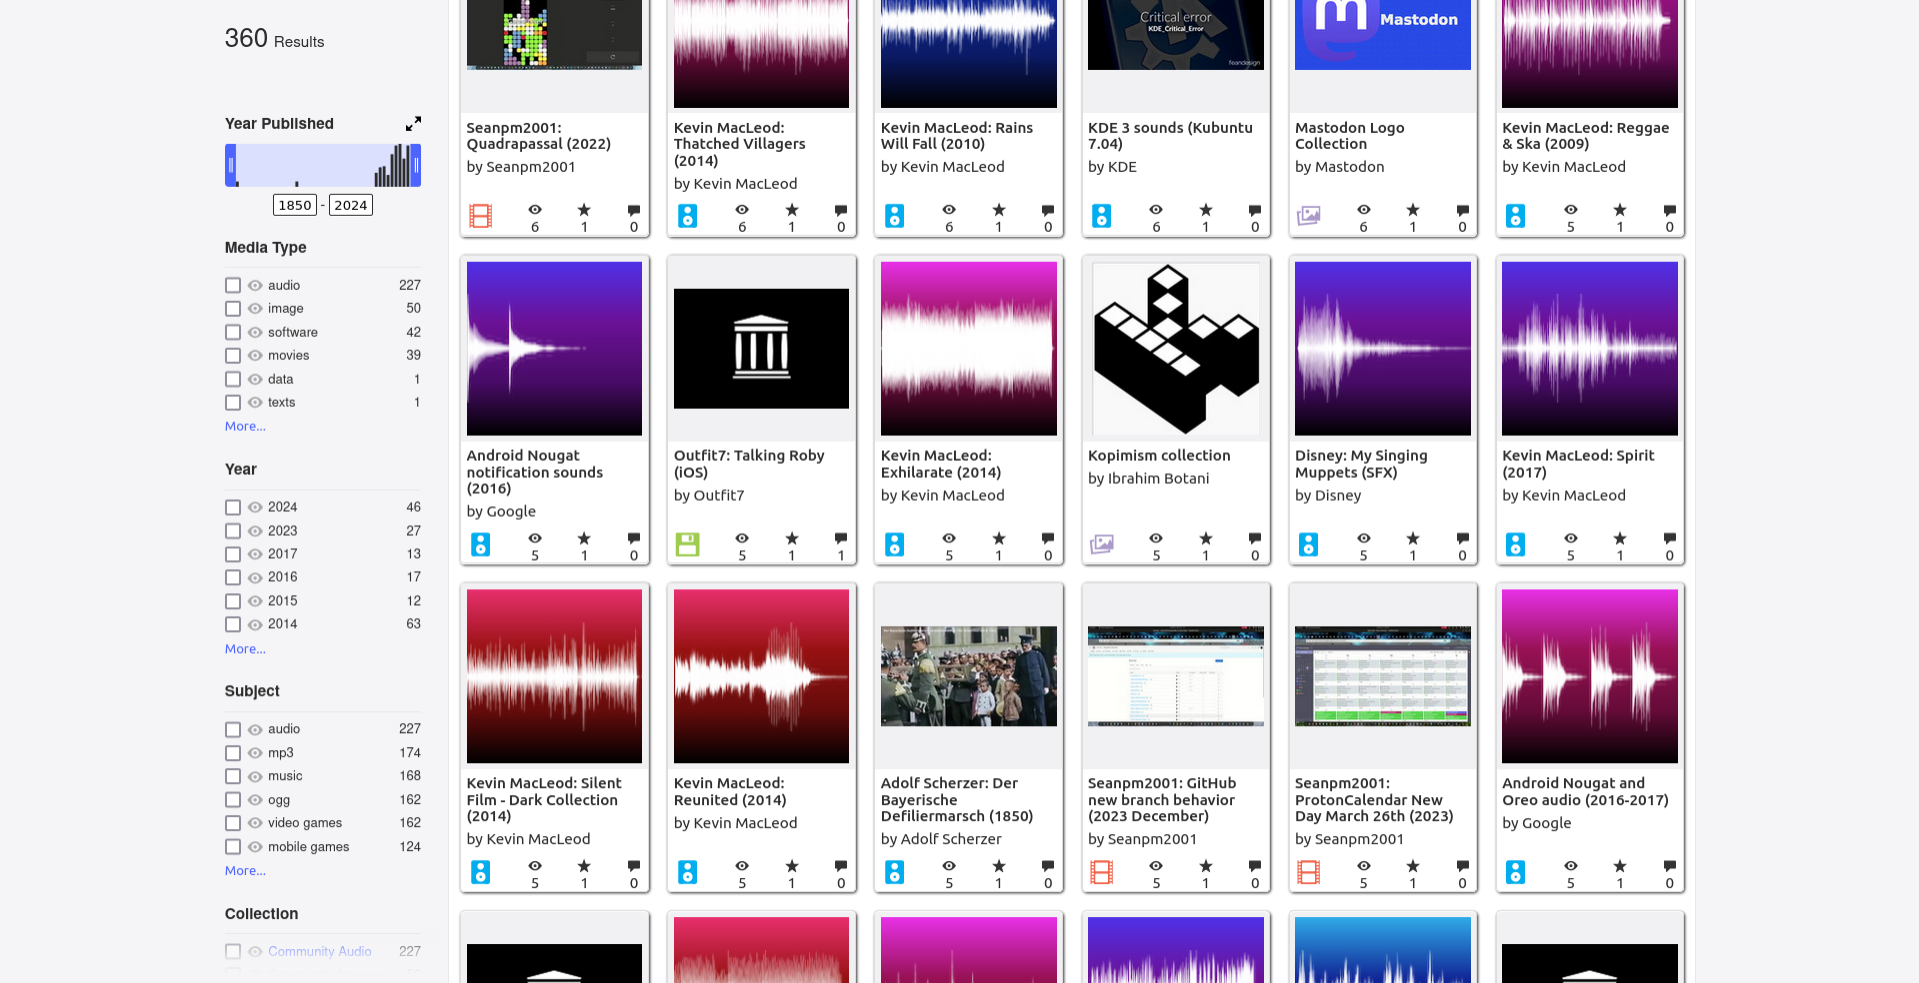 360 Results
Year Published
1850 - 2024
Media Type
audio 227
image 50
software 42
movies 39
data 1
texts 1
More...
Year
2024 46
2023 27
2017 13
2016 17
2015 12
2014 63
More...
Subject
audio 227
mp3 174
music 168
ogg 162
video games 162
mobile games 124
More...
Collection
Community Audio 227
Critical error
KDE_Critical_Error
Mastodon
Seanpm2001:
Quadrapassal (2022)
by Seanpm2001
6 1 0
Kevin MacLeod:
Thatched Villagers
(2014)
by Kevin MacLeod
6 1 0
Kevin MacLeod: Rains
Will Fall (2010)
by Kevin MacLeod
6 1 0
KDE 3 sounds (Kubuntu
7.04)
by KDE
6 1 0
Mastodon Logo
Collection
by Mastodon
6 1 0
Kevin MacLeod: Reggae
& Ska (2009)
by Kevin MacLeod
5 1 0
Android Nougat
notification sounds
(2016)
by Google
5 1 0
Outfit7: Talking Roby
(iOS)
by Outfit7
5 1 1
Kevin MacLeod:
Exhilarate (2014)
by Kevin MacLeod
5 1 0
Kopimism collection
by Ibrahim Botani
5 1 0
Disney: My Singing
Muppets (SFX)
by Disney
5 1 0
Kevin MacLeod: Spirit
(2017)
by Kevin MacLeod
5 1 0
Kevin MacLeod: Silent
Film - Dark Collection
(2014)
by Kevin MacLeod
5 1 0
Kevin MacLeod:
Reunited (2014)
by Kevin MacLeod
5 1 0
Adolf Scherzer: Der
Bayerische
Defiliermarsch (1850)
by Adolf Scherzer
5 1 0
Seanpm2001: GitHub
new branch behavior
(2023 December)
by Seanpm2001
5 1 0
Seanpm2001:
ProtonCalendar New
Day March 26th (2023)
by Seanpm2001
5 1 0
Android Nougat and
Oreo audio (2016-2017)
by Google
5 1 0